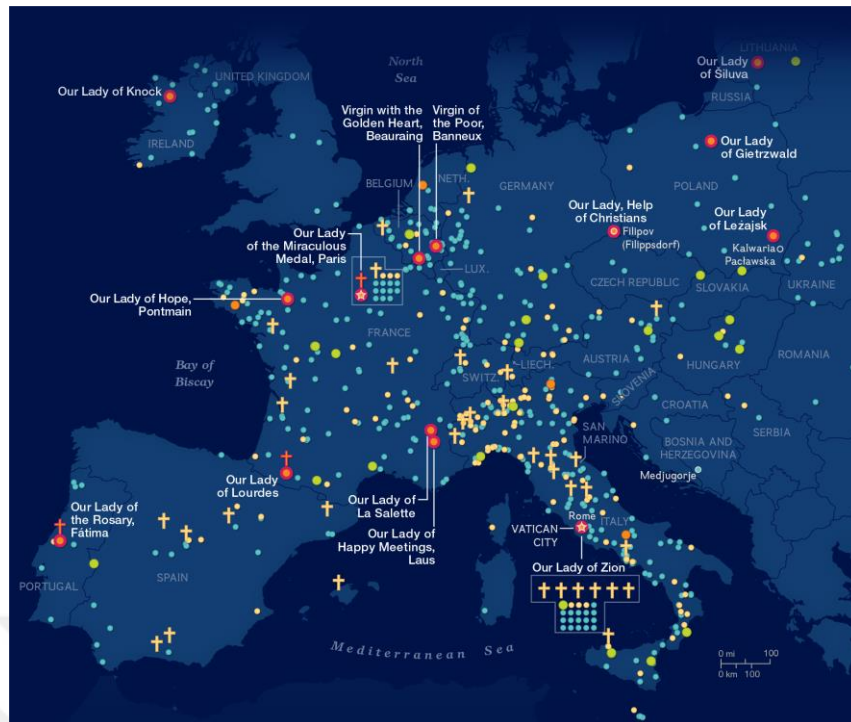 North
Sea
LITHUANIA
Our Lady
of Šiluva
RUSSIA
UNITED KINGDOM
Our Lady of Knock
IRELAND
Virgin with the
Golden Heart,
Beauraing
Virgin of
the Poor,
Banneux
Our Lady
of Gietrzwald
NETH.
BELGIUM
GERMANY
POLAND
Our Lady, Help
of Christians
Filipov
(Filippsdorf)
Our Lady
of Leżajsk
Kalwaria
Pacławska
Our Lady
of the Miraculous
Medal, Paris
LUX.
CZECH REPUBLIC
SLOVAKIA
UKRAINE
Our Lady of Hope,
Pontmain
FRANCE
Bay of
Biscay
SWITZ.
LIECH.
AUSTRIA
HUNGARY
ROMANIA
SLOVENIA
CROATIA
SAN
MARINO
BOSNIA AND
HERZEGOVINA
SERBIA
Medjugorje
Our Lady
of Lourdes
Our Lady of
La Salette
Our Lady of
the Rosary,
Fátima
Our Lady of
Happy Meetings,
Laus
Rome
ITALY
VATICAN
CITY
Our Lady of Zion
PORTUGAL
SPAIN
Mediterranean Sea
0 mi 100
0 km 100